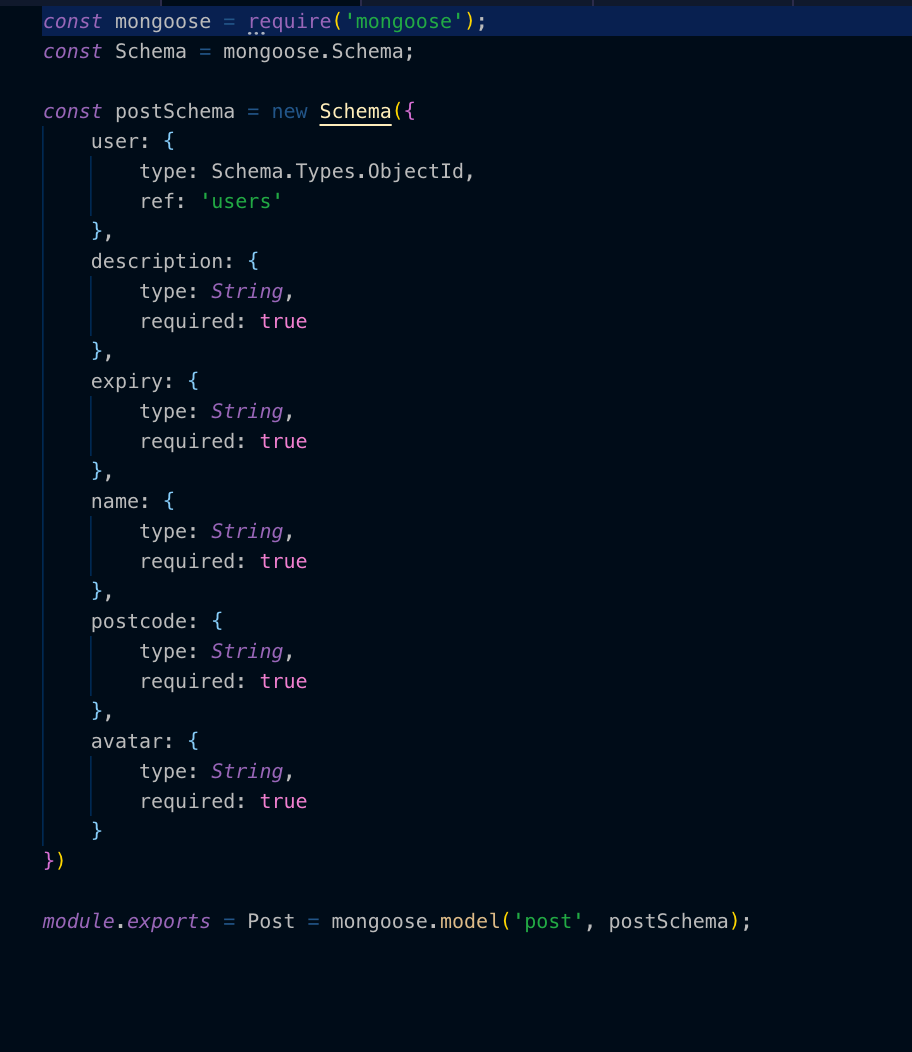 const mongoose = require('mongoose');
const Schema = mongoose.Schema;

const postSchema = new Schema({
    user: {
        type: Schema.Types.ObjectId,
        ref: 'users'
    },
    description: {
        type: String,
        required: true
    },
    expiry: {
        type: String,
        required: true
    },
    name: {
        type: String,
        required: true
    },
    postcode: {
        type: String,
        required: true
    },
    avatar: {
        type: String,
        required: true
    }
})

module.exports = Post = mongoose.model('post', postSchema);